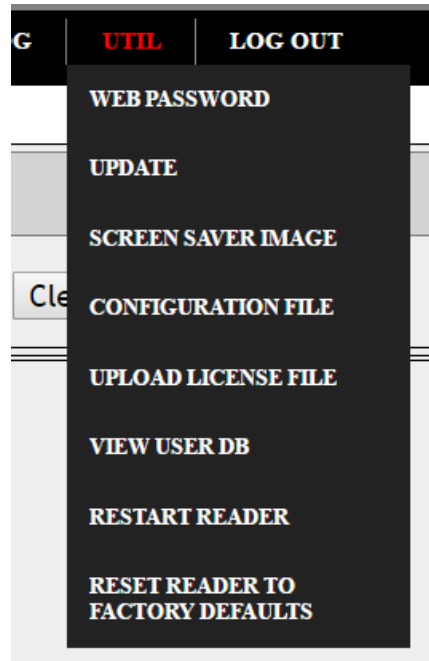 G UTIL LOG OUT
WEB PASSWORD
UPDATE
SCREEN SAVER IMAGE
Cle
CONFIGURATION FILE
UPLOAD LICENSE FILE
VIEW USER DB
RESTART READER
RESET READER TO
FACTORY DEFAULTS